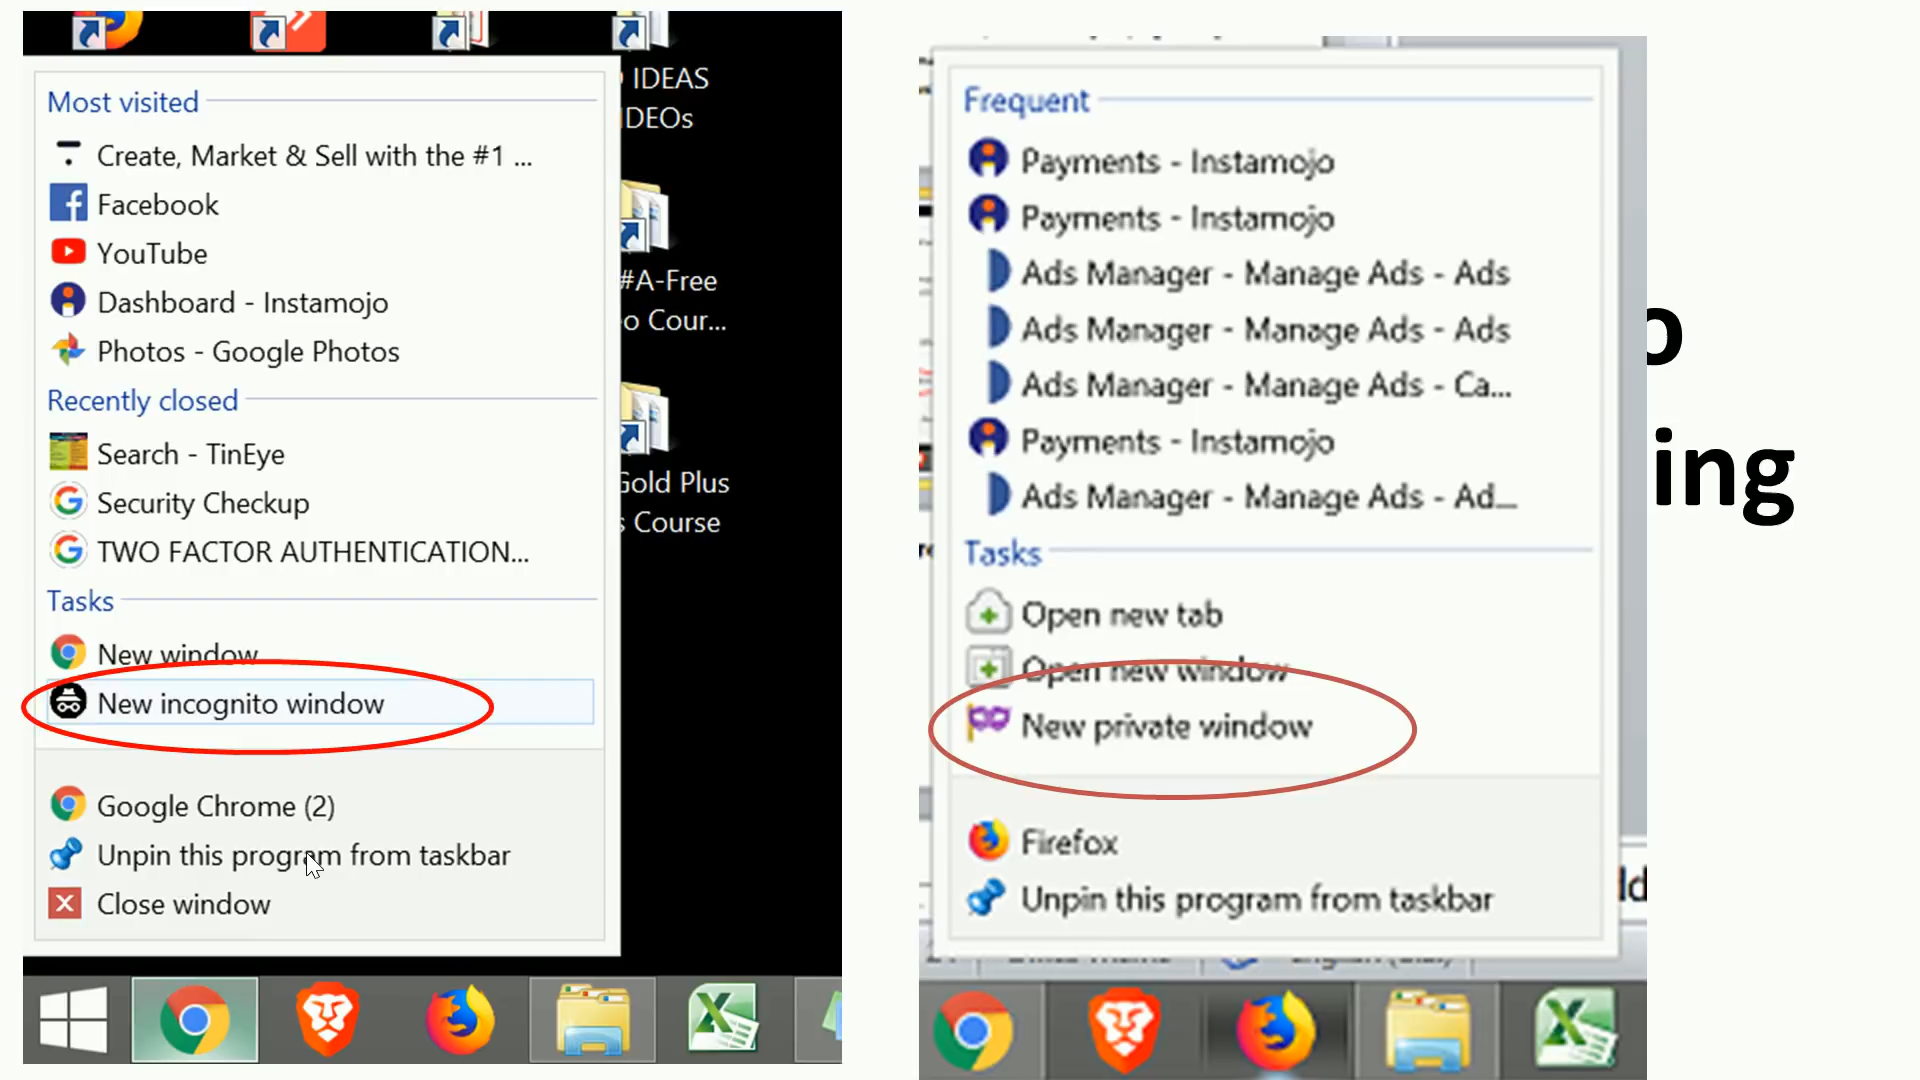 Most visited
Create, Market & Sell with the #1 ...
Facebook
YouTube
Dashboard - Instamojo
Photos - Google Photos
Recently closed
Search - TinEye
Security Checkup
TWO FACTOR AUTHENTICATION...
Tasks
New window
New incognito window
Google Chrome (2)
Unpin this program from taskbar
Close window
IDEAS
IDEOs
#A-Free
o Cour...
Gold Plus
s Course
Frequent
Payments - Instamojo
Payments - Instamojo
Ads Manager - Manage Ads - Ads
Ads Manager - Manage Ads - Ads
Ads Manager - Manage Ads - Ca...
Payments - Instamojo
Ads Manager - Manage Ads - Ad...
Tasks
Open new tab
Open new window
New private window
Firefox
Unpin this program from taskbar
o
ing